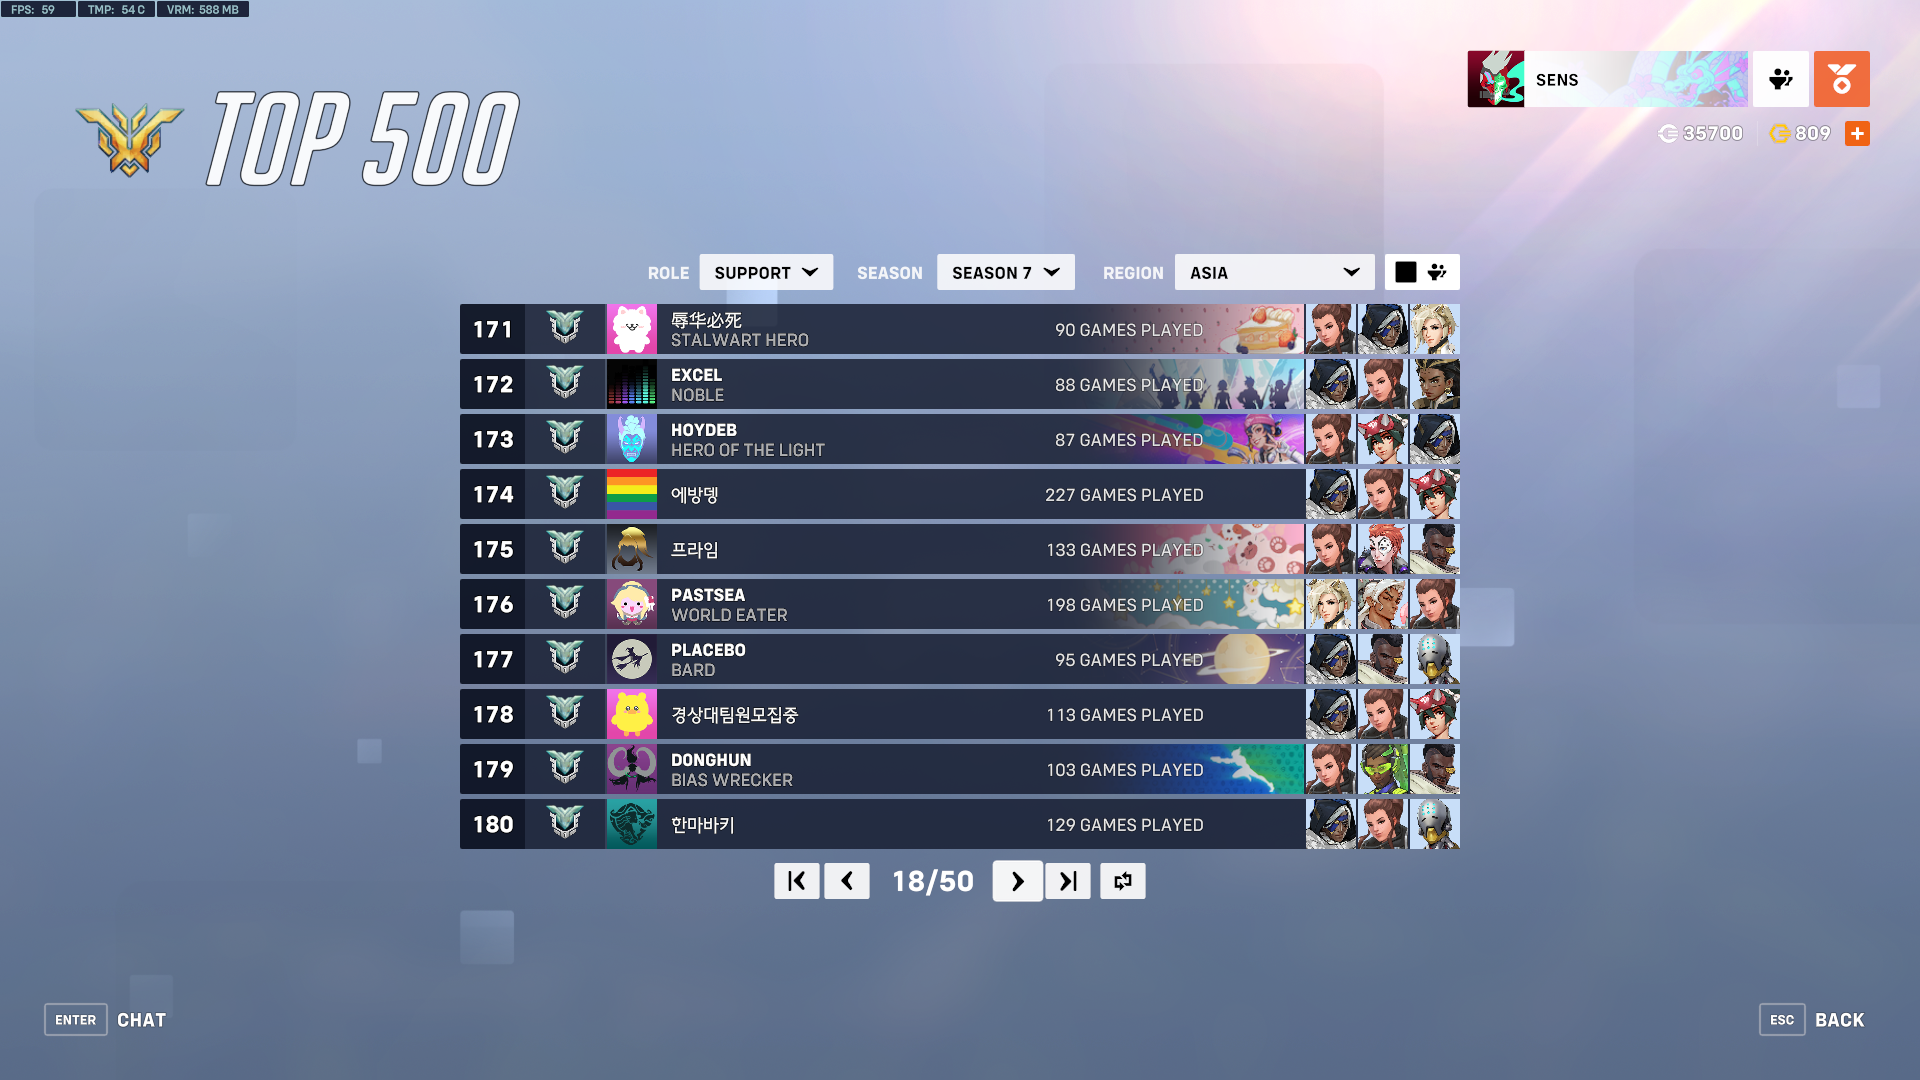 FPS: 59 TMP: 54 C VRM: 588 MB
TOP 500
SENS
35700 809
ROLE SUPPORT SEASON SEASON 7 REGION ASIA
171 辱华必死 90 GAMES PLAYED
STALWART HERO
172 EXCEL 88 GAMES PLAYED
NOBLE
173 HOYDEB 87 GAMES PLAYED
HERO OF THE LIGHT
174 에방뎅 227 GAMES PLAYED
175 프라임 133 GAMES PLAYED
176 PASTSEA 198 GAMES PLAYED
WORLD EATER
177 PLACEBO 95 GAMES PLAYED
BARD
178 경상대팀원모집중 113 GAMES PLAYED
179 DONGHUN 103 GAMES PLAYED
BIAS WRECKER
180 한마바키 129 GAMES PLAYED
18/50
ENTER CHAT
ESC BACK